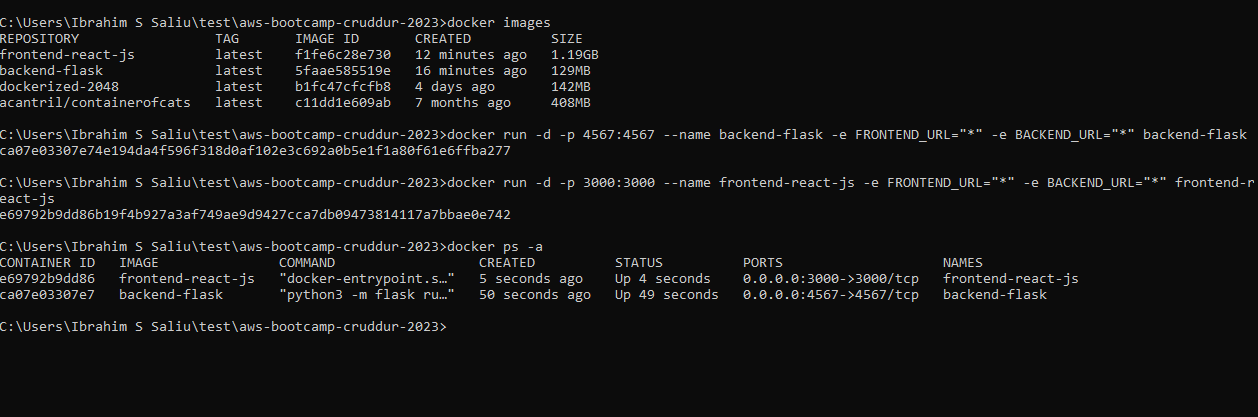 C:\Users\Ibrahim S Saliu\test\aws-bootcamp-cruddur-2023>docker images
REPOSITORY TAG IMAGE ID CREATED SIZE
frontend-react-js latest f1fe6c28e730 12 minutes ago 1.19GB
backend-flask latest 5faae585519e 16 minutes ago 129MB
dockerized-2048 latest b1fc47cfcfb8 4 days ago 142MB
acantril/containerofcats latest c11dd1e609ab 7 months ago 408MB
C:\Users\Ibrahim S Saliu\test\aws-bootcamp-cruddur-2023>docker run -d -p 4567:4567 --name backend-flask -e FRONTEND_URL="*" -e BACKEND_URL="*" backend-flask
ca07e03307e74e194da4f596f318d0af102e3c692a0b5e1f1a80f61e6ffba277
C:\Users\Ibrahim S Saliu\test\aws-bootcamp-cruddur-2023>docker run -d -p 3000:3000 --name frontend-react-js -e FRONTEND_URL="*" -e BACKEND_URL="*" frontend-r
eact-js
e69792b9dd86b19f4b927a3af749ae9d9427cca7db09473814117a7bbae0e742
C:\Users\Ibrahim S Saliu\test\aws-bootcamp-cruddur-2023>docker ps -a
CONTAINER ID IMAGE COMMAND CREATED STATUS PORTS NAMES
e69792b9dd86 frontend-react-js "docker-entrypoint.s…" 5 seconds ago Up 4 seconds 0.0.0.0:3000->3000/tcp frontend-react-js
ca07e03307e7 backend-flask "python3 -m flask ru…" 50 seconds ago Up 49 seconds 0.0.0.0:4567->4567/tcp backend-flask
C:\Users\Ibrahim S Saliu\test\aws-bootcamp-cruddur-2023>